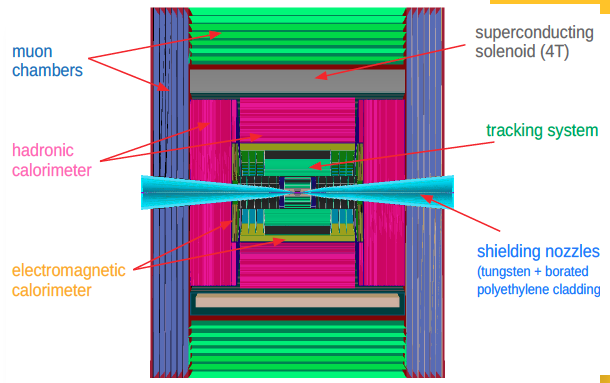 muon
chambers
superconducting
solenoid (4T)
hadronic
calorimeter
tracking system
electromagnetic
calorimeter
shielding nozzles
(tungsten + borated
polyethylene cladding